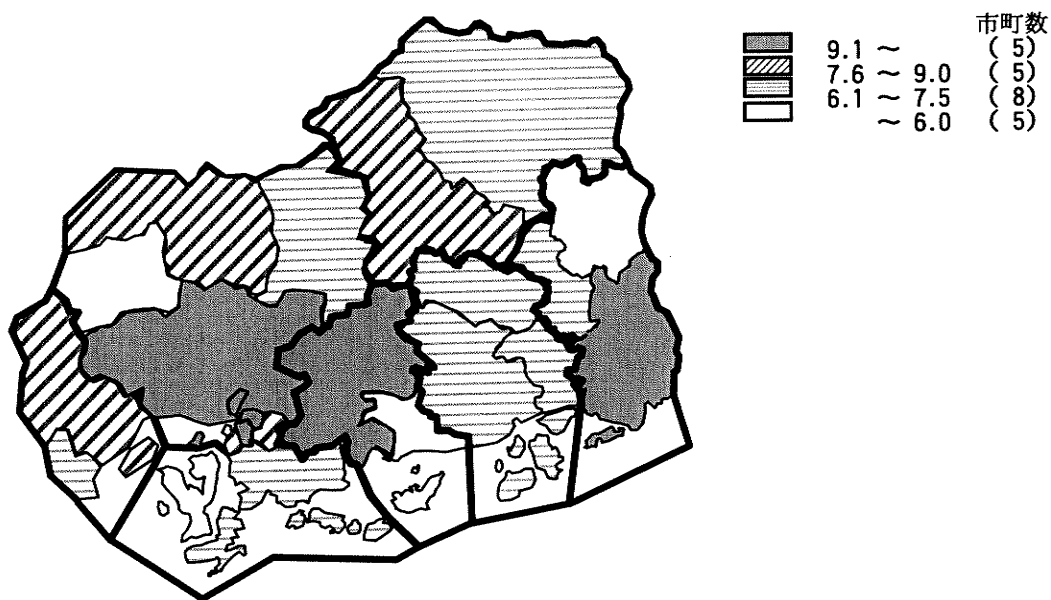 市町数
9.1 ～ ( 5)
7.6 ～ 9.0 ( 5)
6.1 ～ 7.5 ( 8)
～ 6.0 ( 5)